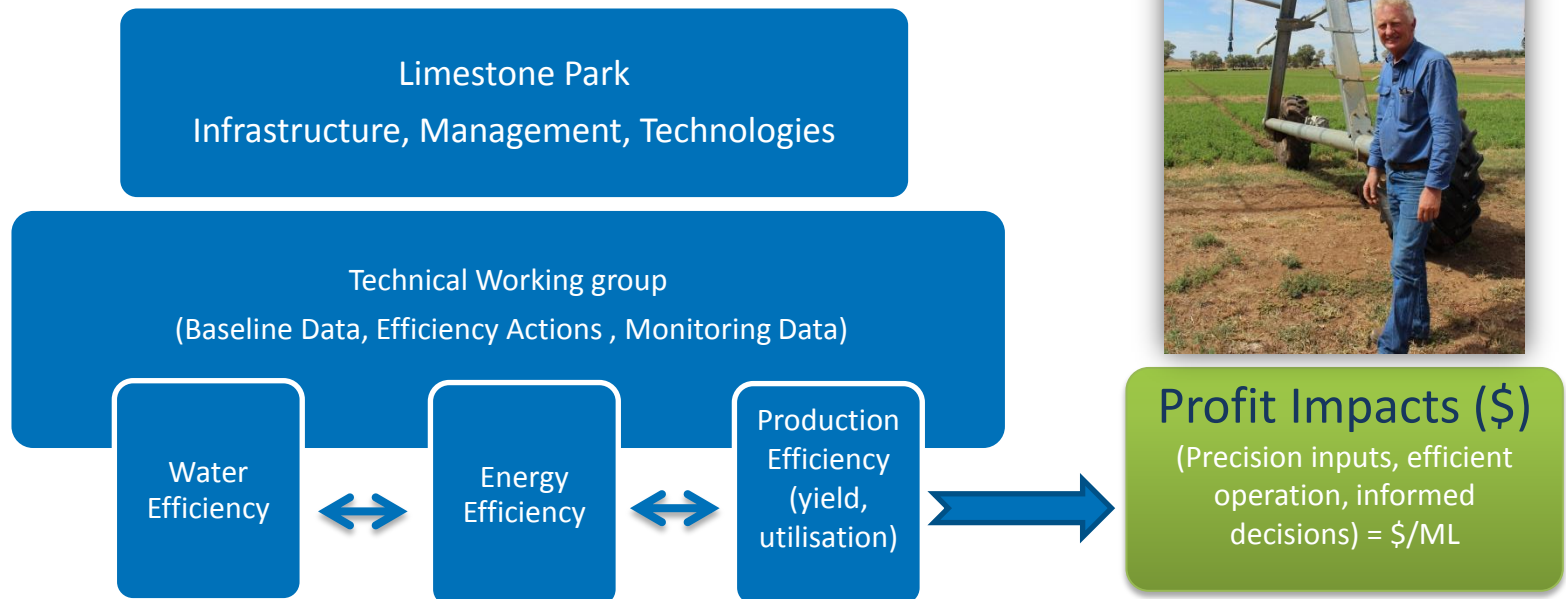 Limestone Park
Infrastructure, Management, Technologies
Technical Working group
(Baseline Data, Efficiency Actions , Monitoring Data)
Water
Efficiency
Energy
Efficiency
Production
Efficiency
(yield,
utilisation)
Profit Impacts ($)
(Precision inputs, efficient
operation, informed
decisions) = $/ML